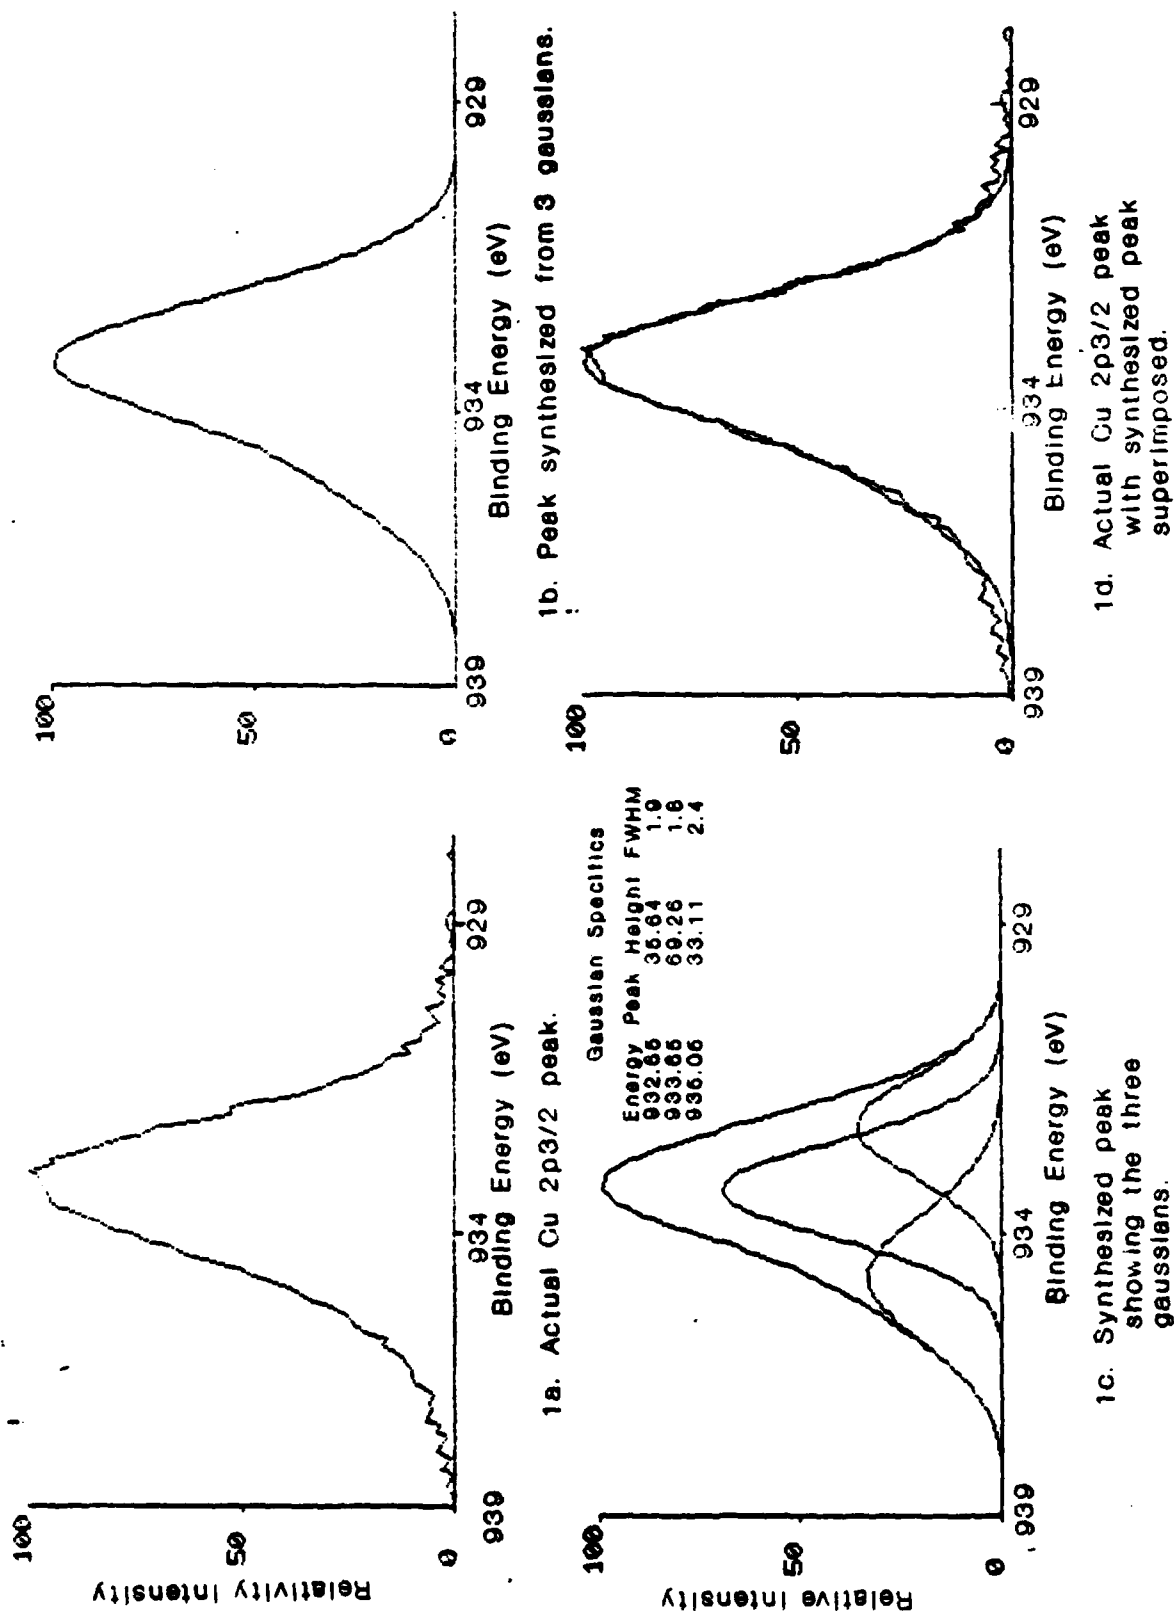 Relativity Intensity
100
50
0
939
934
929
Binding Energy (eV)
1a. Actual Cu 2p3/2 peak.
100
50
0
939
934
929
Binding Energy (eV)
1b. Peak synthesized from 3 gaussians.
Relative Intensity
100
50
0
939
934
929
Gaussian Specifics
Energy Peak Height FWHM
932.65 35.64 1.9
933.65 69.26 1.8
935.05 33.11 2.4
Binding Energy (eV)
1c. Synthesized peak
showing the three
gaussians.
100
50
0
939
934
929
Binding Energy (eV)
1d. Actual Cu 2p3/2 peak
with synthesized peak
superimposed.